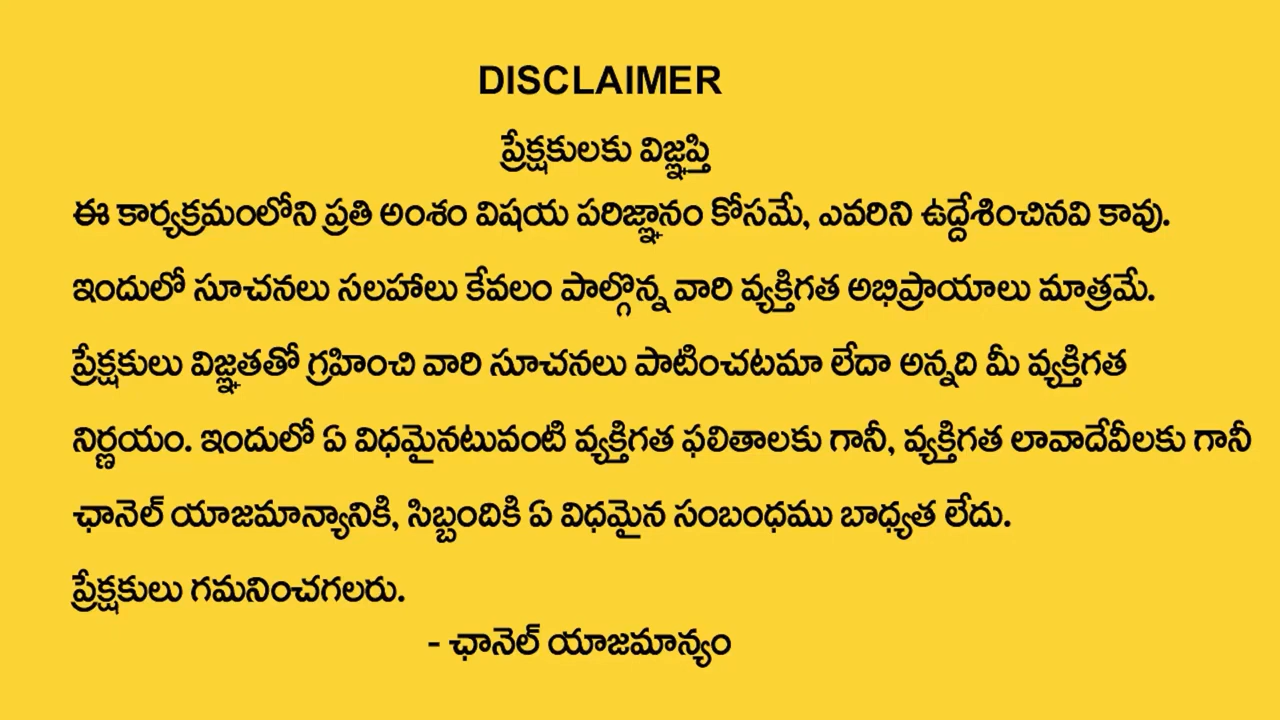 DISCLAIMER
ప్రేక్షకులకు విజ్ఞప్తి
ఈ కార్యక్రమంలోని ప్రతి అంశం విషయ పరిజ్ఞానం కోసమే, ఎవరిని ఉద్దేశించినవి కావు.
ఇందులో సూచనలు సలహాలు కేవలం పాల్గొన్న వారి వ్యక్తిగత అభిప్రాయాలు మాత్రమే.
ప్రేక్షకులు విజ్ఞతతో గ్రహించి వారి సూచనలు పాటించటమా లేదా అన్నది మీ వ్యక్తిగత
నిర్ణయం. ఇందులో ఏ విధమైనటువంటి వ్యక్తిగత ఫలితాలకు గానీ, వ్యక్తిగత లావాదేవీలకు గానీ
ఛానెల్ యాజమాన్యానికి, సిబ్బందికి ఏ విధమైన సంబంధము బాధ్యత లేదు.
ప్రేక్షకులు గమనించగలరు.
- ఛానెల్ యాజమాన్యం